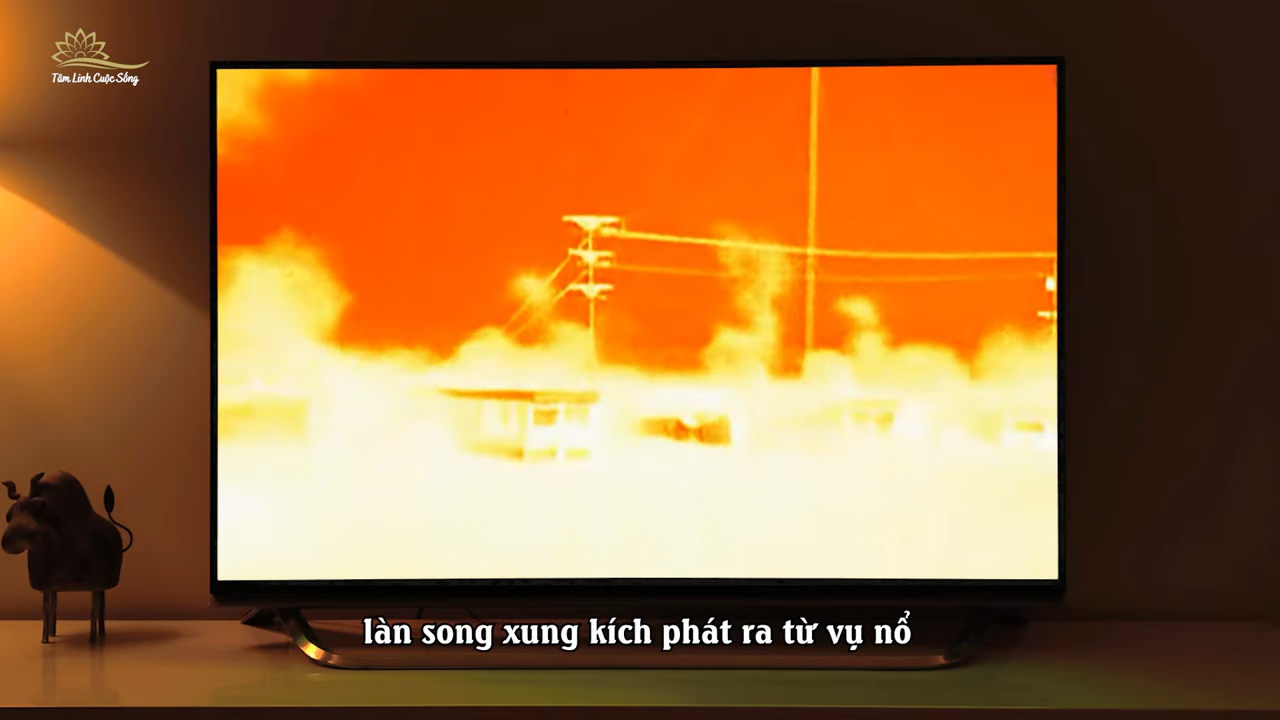 Tâm Linh Cuộc Sống
làn song xung kích phát ra từ vụ nổ